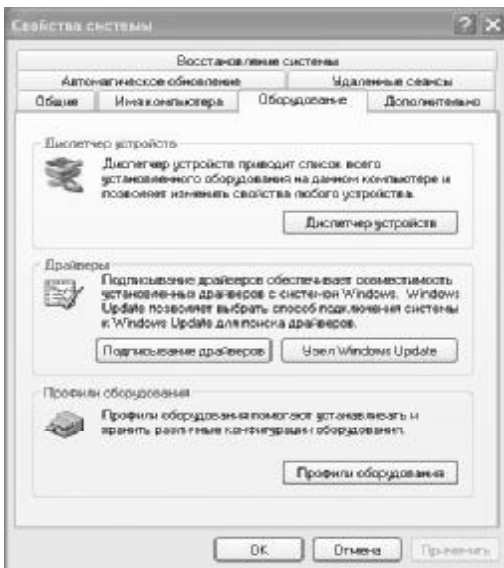 Свойства системы
Восстановление системы
Автоматическое обновление
Удаленные сеансы
Общие
Имя компьютера
Оборудование
Дополнительно
Диспетчер устройств
Диспетчер устройств приводит список всего
установленного оборудования на данном компьютере и
позволяет изменять свойства любого устройства.
Диспетчер устройств
Драйверы
Подписывание драйверов обеспечивает совместимость
установленных драйверов с системой Windows. Windows
Update позволяет выбрать способ подключения системы
к Windows Update для поиска драйверов.
Подписывание драйверов
Узел Windows Update
Профили оборудования
Профили оборудования помогают устанавливать и
хранить различные конфигурации оборудования.
Профили оборудования
OK
Отмена
Применить